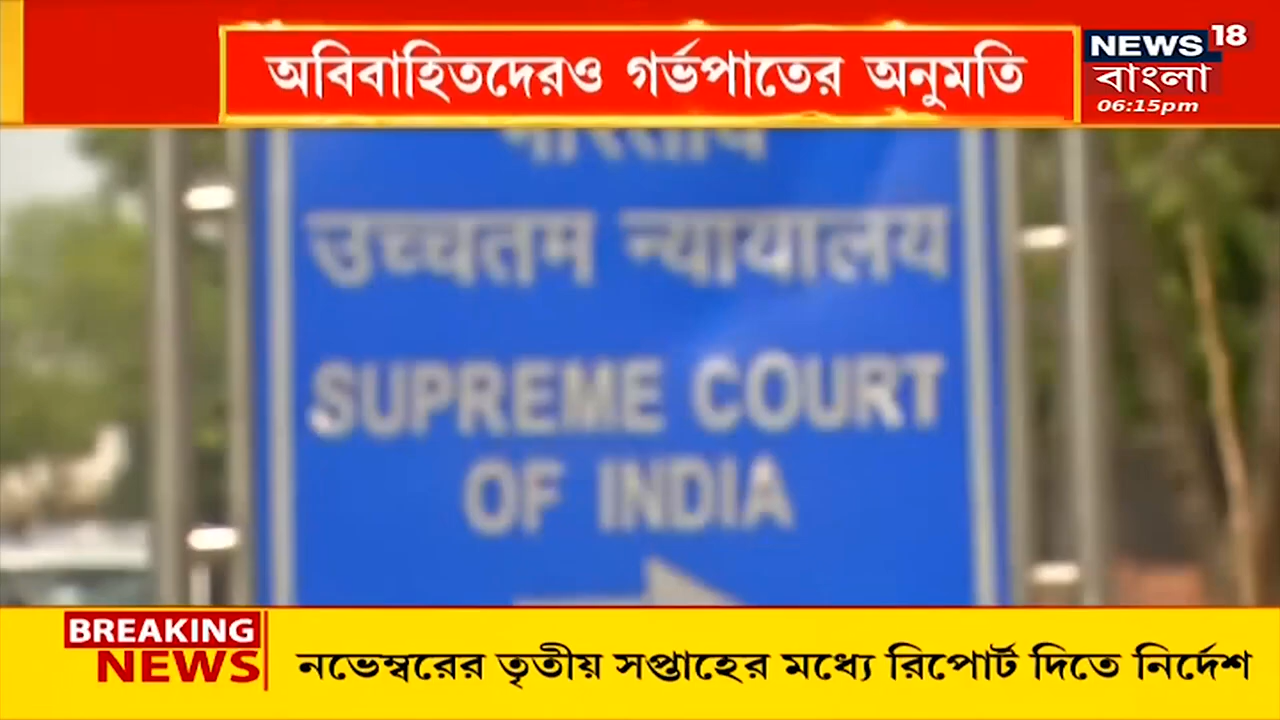 অবিবাহিতদেরও গর্ভপাতের অনুমতি
NEWS 18
বাংলা
06:15pm
भारतीय
उच्चतम न्यायालय
SUPREME COURT
OF INDIA
BREAKING
NEWS
নভেম্বরের তৃতীয় সপ্তাহের মধ্যে রিপোর্ট দিতে নির্দেশ